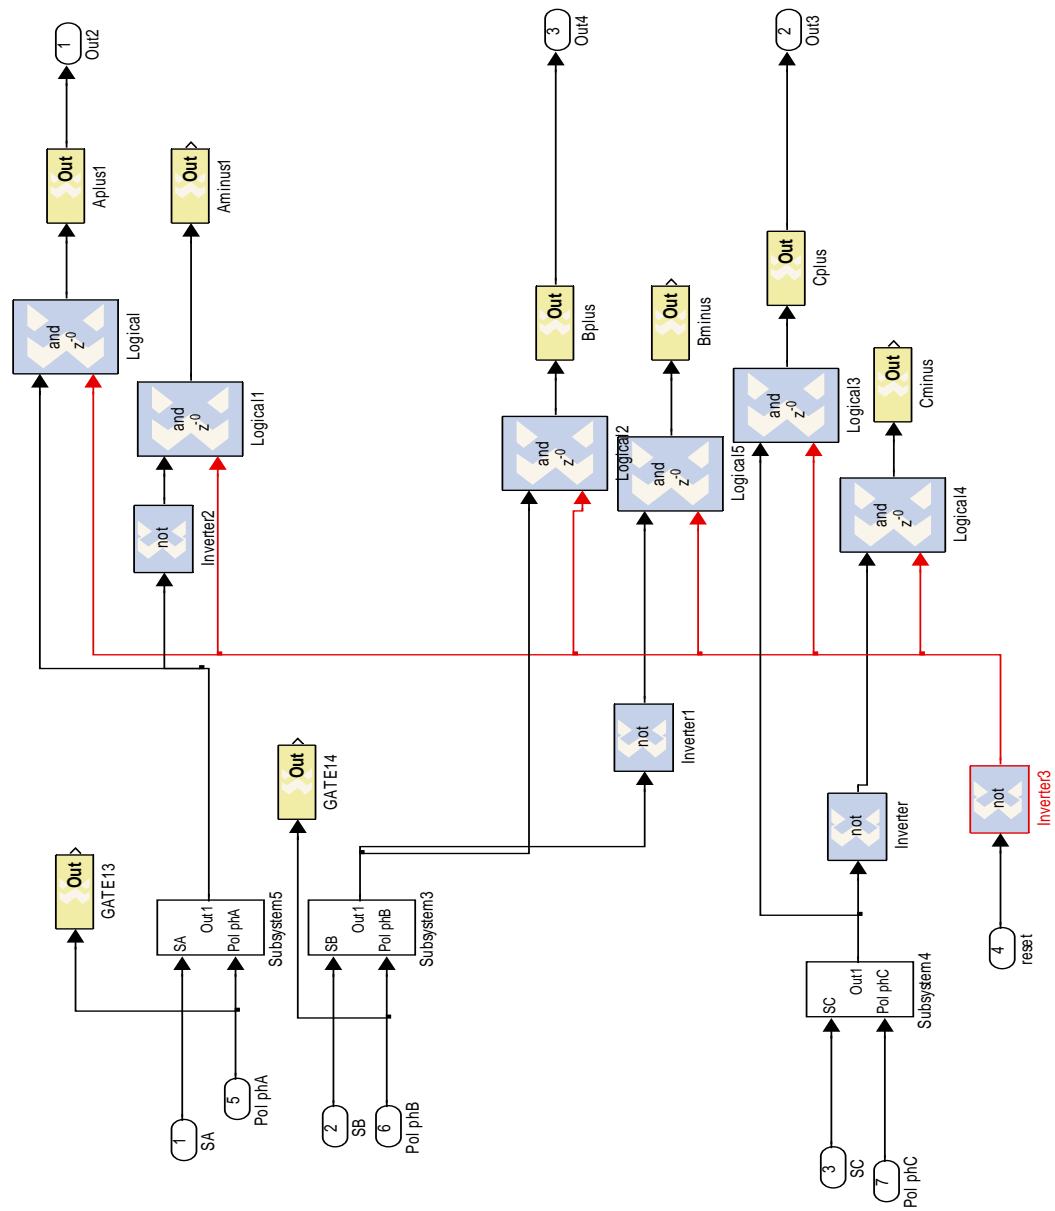 1
SA
5
Pol phA
GATE13
Out
SA
Pol phA
Out1
Subsystem5
not
Inverter2
and
z-0
Logical
and
z-0
Logical1
Out
Aplus1
Out
Aminus1
1
Out2
2
SB
6
Pol phB
GATE14
Out
SB
Pol phB
Out1
Subsystem3
not
Inverter1
and
z-0
Logical2
and
z-0
Logical5
Out
Bplus
Out
Bminus
3
Out4
3
SC
7
Pol phC
SC
Pol phC
Out1
Subsystem4
not
Inverter
and
z-0
Logical3
and
z-0
Logical4
Out
Cplus
Out
Cminus
2
Out3
4
reset
not
Inverter3